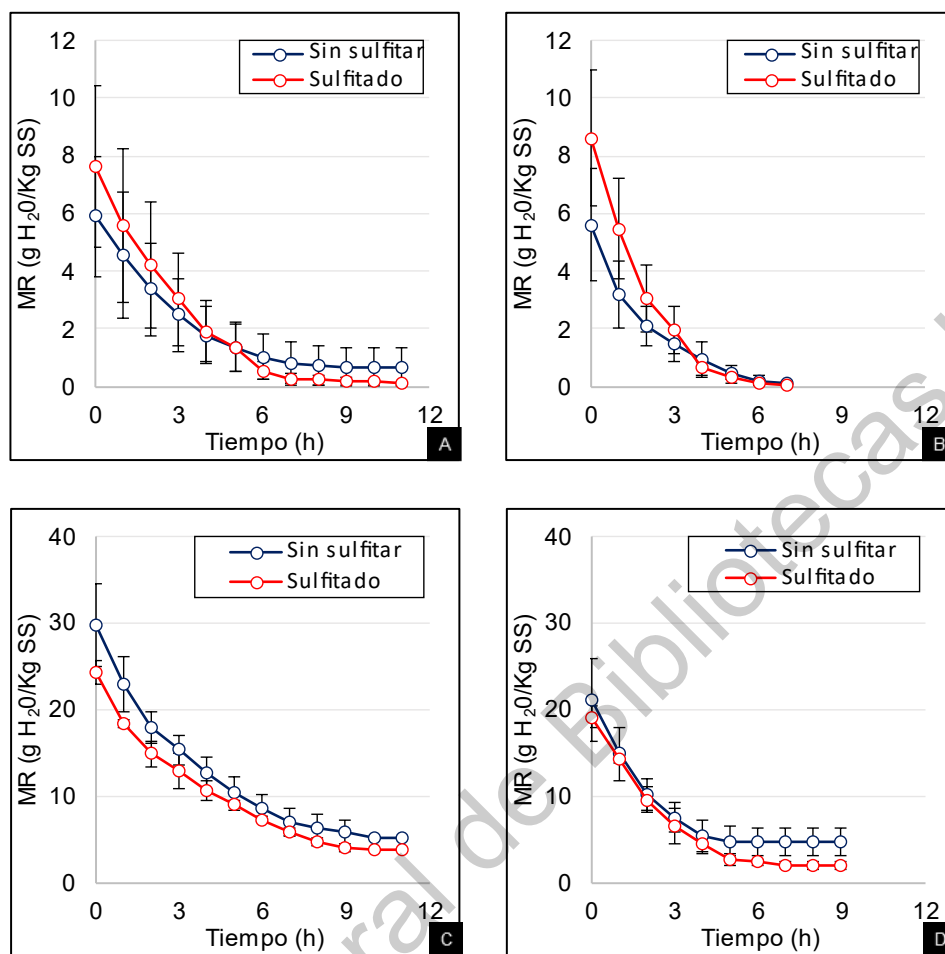 Sin sulfitar
Sulfitado
12
10
8
6
4
2
0
MR (g H₂0/Kg SS)
0 3 6 9 12
Tiempo (h)
A
Sin sulfitar
Sulfitado
12
10
8
6
4
2
0
MR (g H₂0/Kg SS)
0 3 6 9 12
Tiempo (h)
B
Sin sulfitar
Sulfitado
40
30
20
10
0
MR (g H₂0/Kg SS)
0 3 6 9 12
Tiempo (h)
C
Sin sulfitar
Sulfitado
40
30
20
10
0
MR (g H₂0/Kg SS)
0 3 6 9 12
Tiempo (h)
D
de Bibliotecas